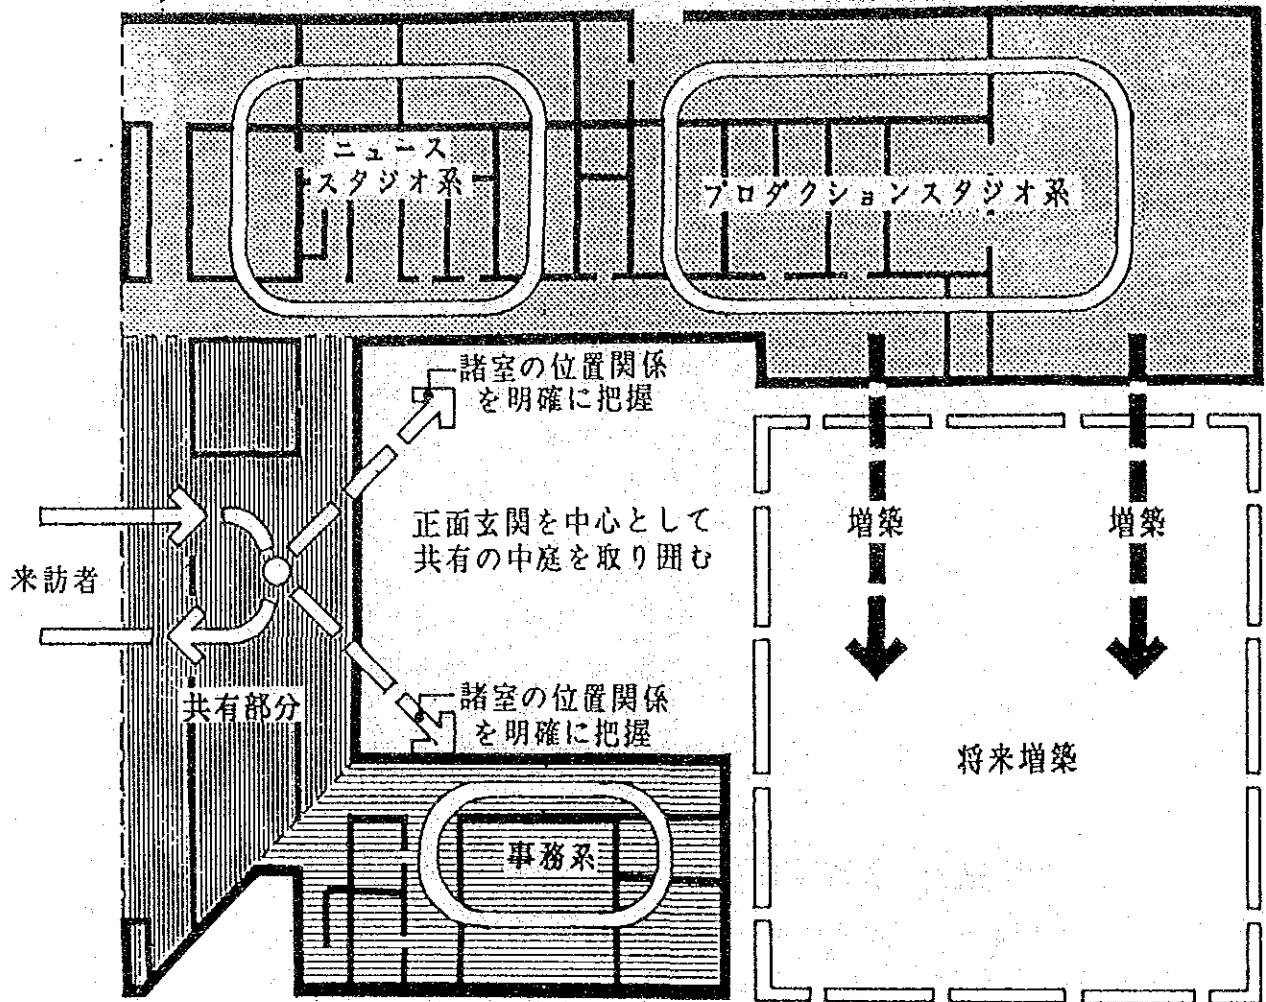 ニュース
スタジオ系
プロダクションスタジオ系
諸室の位置関係
を明確に把握
正面玄関を中心として
共有の中庭を取り囲む
増築
増築
来訪者
共有部分
諸室の位置関係
を明確に把握
将来増築
事務系